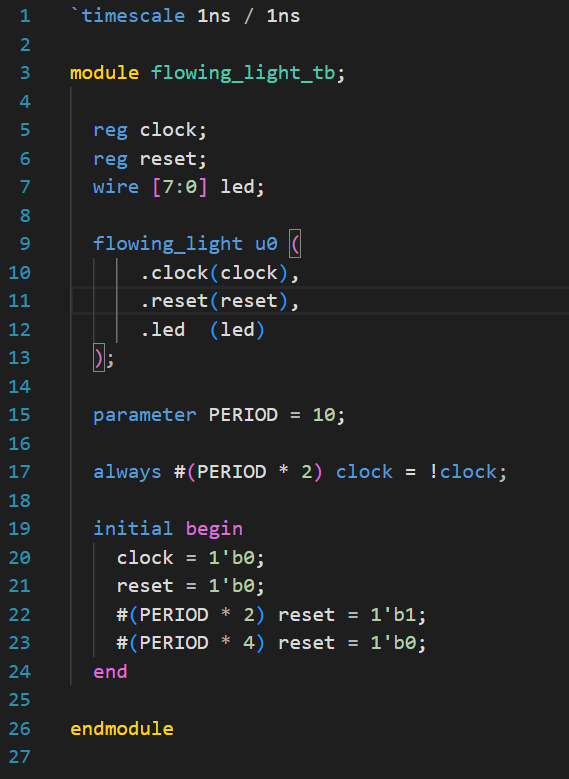 1 `timescale 1ns / 1ns
2
3 module flowing_light_tb;
4
5   reg clock;
6   reg reset;
7   wire [7:0] led;
8
9   flowing_light u0 (
10       .clock(clock),
11       .reset(reset),
12       .led  (led)
13   );
14
15   parameter PERIOD = 10;
16
17   always #(PERIOD * 2) clock = !clock;
18
19   initial begin
20     clock = 1'b0;
21     reset = 1'b0;
22     #(PERIOD * 2) reset = 1'b1;
23     #(PERIOD * 4) reset = 1'b0;
24   end
25
26 endmodule
27